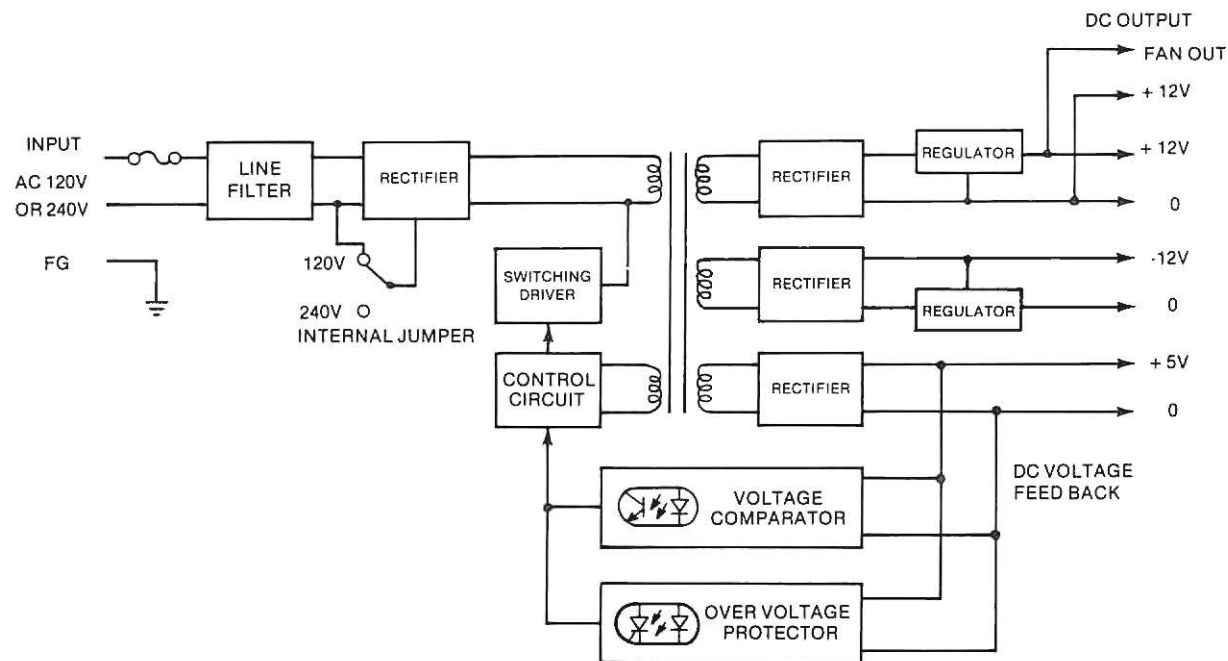 DC OUTPUT
FAN OUT
+ 12V
INPUT
AC 120V
OR 240V
FG
LINE
FILTER
RECTIFIER
120V
240V
INTERNAL JUMPER
SWITCHING
DRIVER
CONTROL
CIRCUIT
RECTIFIER
REGULATOR
+ 12V
0
RECTIFIER
REGULATOR
-12V
0
RECTIFIER
+ 5V
0
DC VOLTAGE
FEED BACK
VOLTAGE
COMPARATOR
OVER VOLTAGE
PROTECTOR